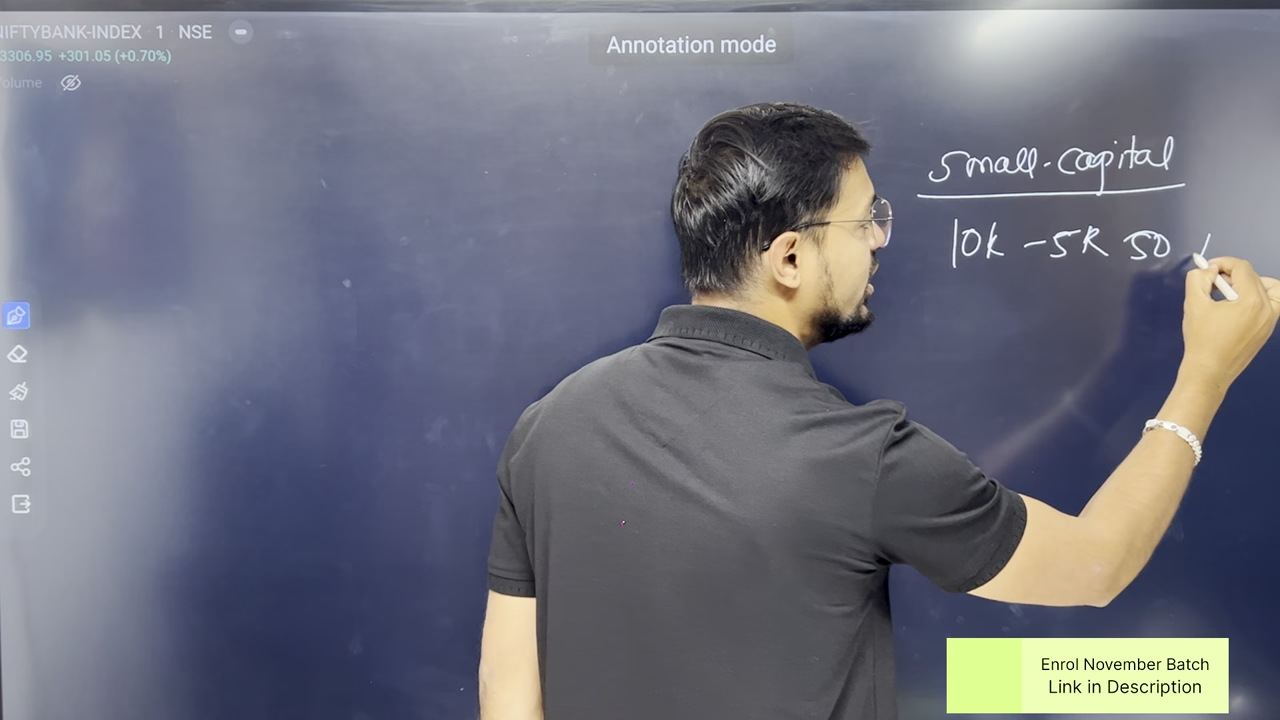 NIFTYBANK-INDEX · 1 · NSE
3306.95 +301.05 (+0.70%)
olume
Annotation mode
Small-capital
10k - 5k 50
Enrol November Batch
Link in Description